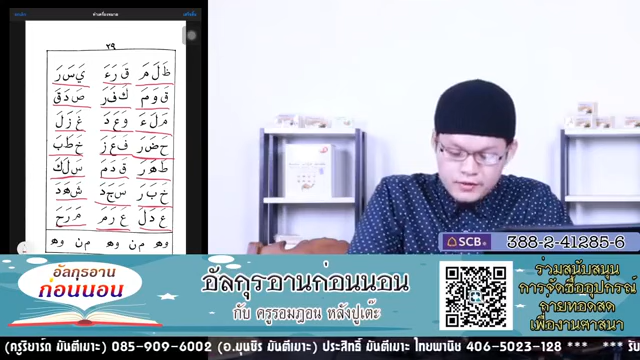 ٢٩
ظَلَمَ قَرَءَ يَسَرَ
قَوَمَ كَفَرَ صَدَقَ
مَلَءَ وَعَدَ غَزَلَ
حَضَرَ فَعَزَ خَطَبَ
طَهَرَ قَدَمَ سَلَكَ
خَبَرَ سَجَدَ شَهَدَ
عَدَلَ عَرَمَ مَرَحَ
SCB
388-2-41285-6
อัลกุรอาน
ก่อนนอน
อัลกุรอานก่อนนอน
กับ ครูรอมฎอน หลังปูเต๊ะ
ร่วมสนับสนุน
การจัดซื้ออุปกรณ์
ถ่ายทอดสด
เพื่องานศาสนา
(ครูริยาร์ด มันตีเมาะ) 085-909-6002 (อ.มุนซิร มันตีเมาะ) ประสิทธิ์ มันตีเมาะ ไทยพานิช 406-5023-128 *** ***